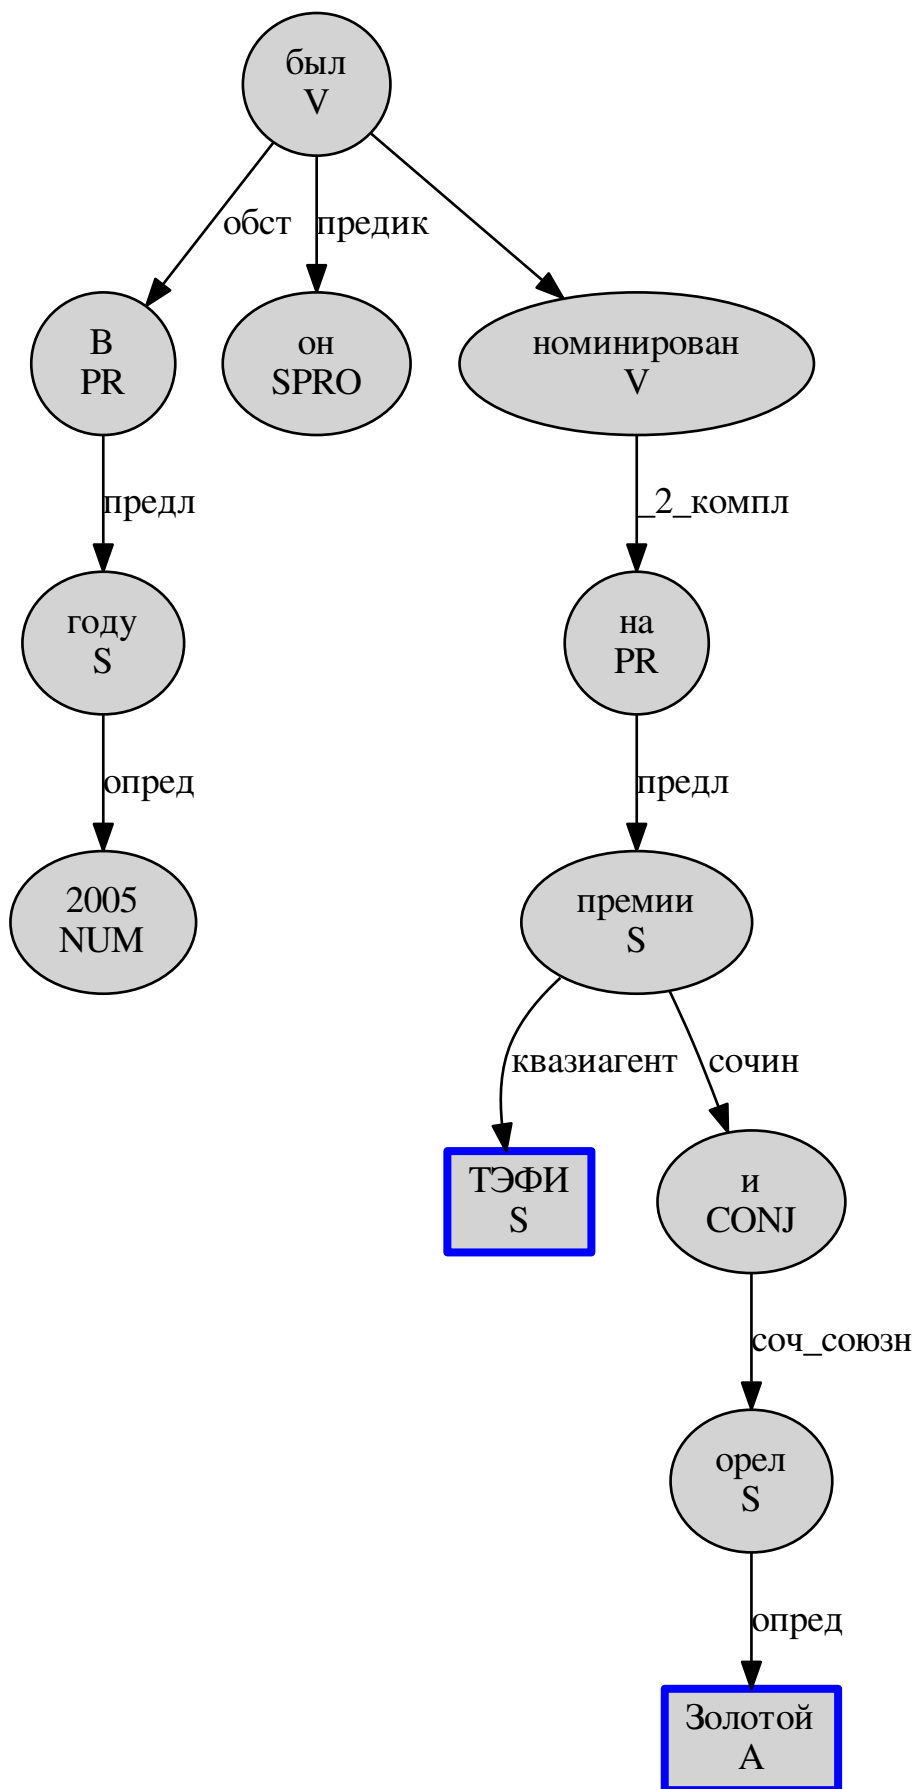 был
V
обст
предик
В
PR
он
SPRO
номинирован
V
предл
_2_компл
году
S
на
PR
опред
предл
2005
NUM
премии
S
квазиагент
сочин
ТЭФИ
S
и
CONJ
соч_союзн
орел
S
опред
Золотой
A